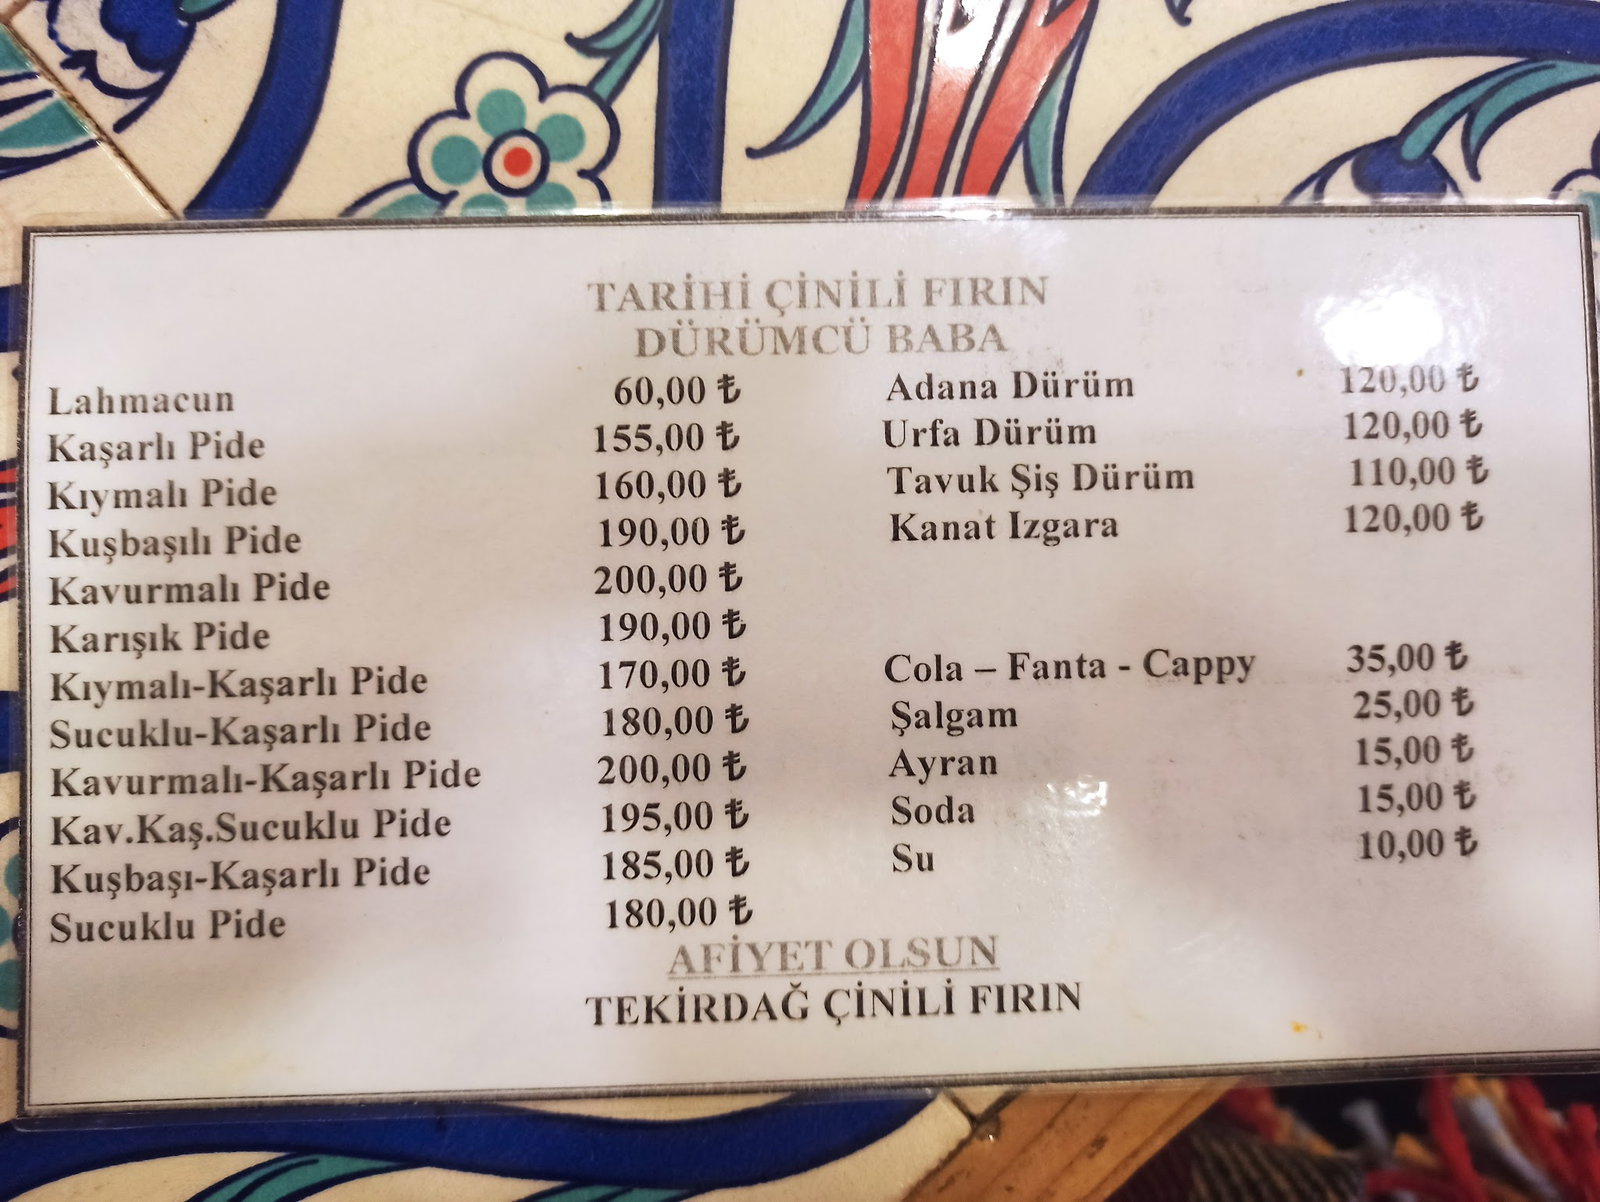 TARİHİ ÇİNİLİ FIRIN
DÜRÜMCÜ BABA
Lahmacun 60,00 ₺
Kaşarlı Pide 155,00 ₺
Kıymalı Pide 160,00 ₺
Kuşbaşılı Pide 190,00 ₺
Kavurmalı Pide 200,00 ₺
Karışık Pide 190,00 ₺
Kıymalı-Kaşarlı Pide 170,00 ₺
Sucuklu-Kaşarlı Pide 180,00 ₺
Kavurmalı-Kaşarlı Pide 200,00 ₺
Kav.Kaş.Sucuklu Pide 195,00 ₺
Kuşbaşı-Kaşarlı Pide 185,00 ₺
Sucuklu Pide 180,00 ₺
Adana Dürüm 120,00 ₺
Urfa Dürüm 120,00 ₺
Tavuk Şiş Dürüm 110,00 ₺
Kanat Izgara 120,00 ₺
Cola – Fanta - Cappy 35,00 ₺
Şalgam 25,00 ₺
Ayran 15,00 ₺
Soda 15,00 ₺
Su 10,00 ₺
AFİYET OLSUN
TEKİRDAĞ ÇİNİLİ FIRIN